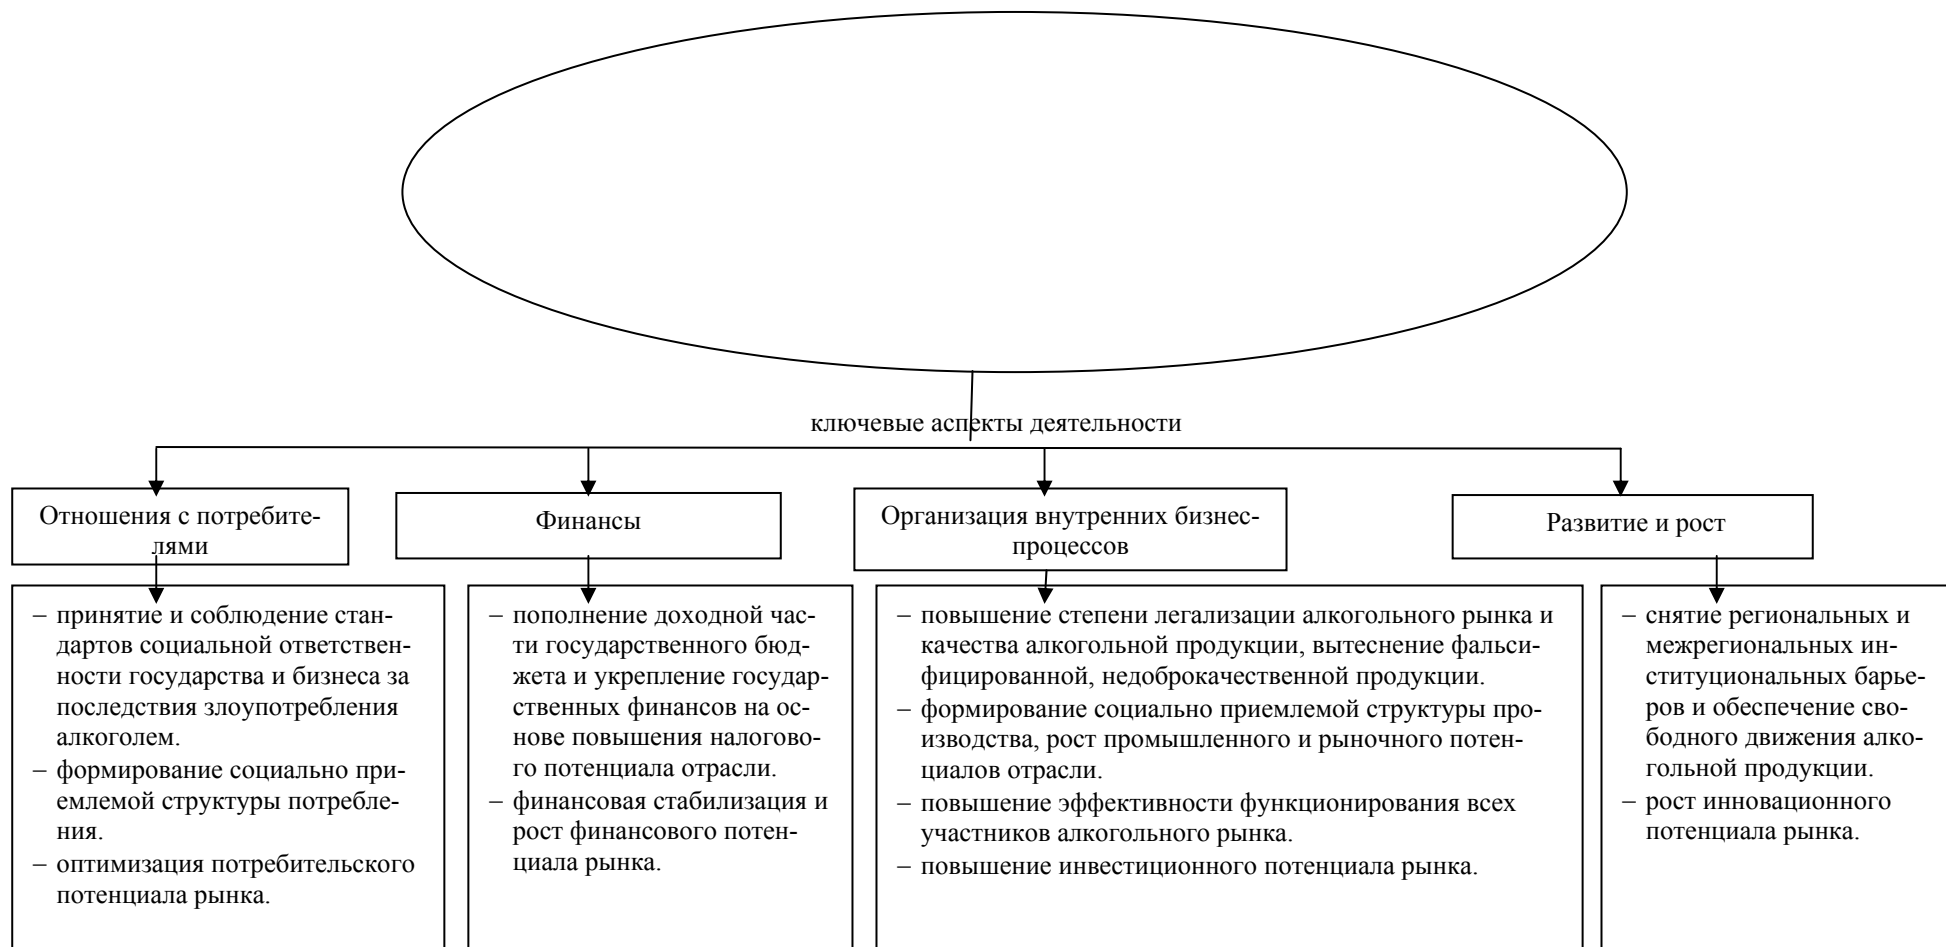 ключевые аспекты деятельности
Отношения с потребите-
лями
Финансы
Организация внутренних бизнес-
процессов
Развитие и рост
– принятие и соблюдение стан-
дартов социальной ответствен-
ности государства и бизнеса за
последствия злоупотребления
алкоголем.
– формирование социально при-
емлемой структуры потребле-
ния.
– оптимизация потребительского
потенциала рынка.
– пополнение доходной час-
ти государственного бюд-
жета и укрепление государ-
ственных финансов на ос-
нове повышения налогово-
го потенциала отрасли.
– финансовая стабилизация и
рост финансового потен-
циала рынка.
– повышение степени легализации алкогольного рынка и
качества алкогольной продукции, вытеснение фальси-
фицированной, недоброкачественной продукции.
– формирование социально приемлемой структуры про-
изводства, рост промышленного и рыночного потен-
циалов отрасли.
– повышение эффективности функционирования всех
участников алкогольного рынка.
– повышение инвестиционного потенциала рынка.
– снятие региональных и
межрегиональных ин-
ституциональных барье-
ров и обеспечение сво-
бодного движения алко-
гольной продукции.
– рост инновационного
потенциала рынка.